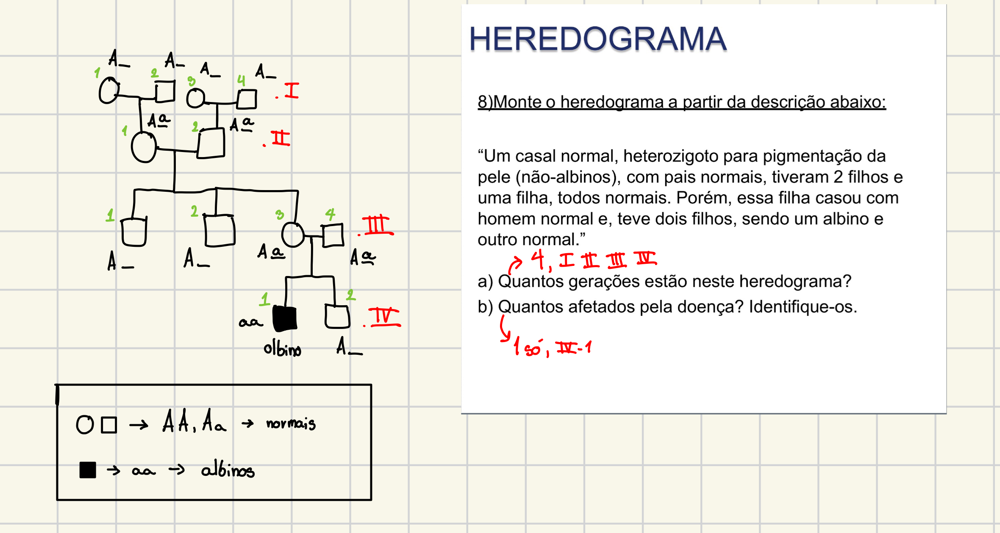 HEREDOGRAMA
8)Monte o heredograma a partir da descrição abaixo:
“Um casal normal, heterozigoto para pigmentação da
pele (não-albinos), com pais normais, tiveram 2 filhos e
uma filha, todos normais. Porém, essa filha casou com
homem normal e, teve dois filhos, sendo um albino e
outro normal.”
→ 4, I II III IV
a) Quantos gerações estão neste heredograma?
b) Quantos afetados pela doença? Identifique-os.
1 só, IV-1
A_ A_ A_ A_
1 2 3 4 . I
Aa Aa
1 2 . II
1 2 3 4 . III
A_ A_ Aa Aa
1 2
aa . IV
olbino A_
→ AA, Aa → normais
→ aa → albinos